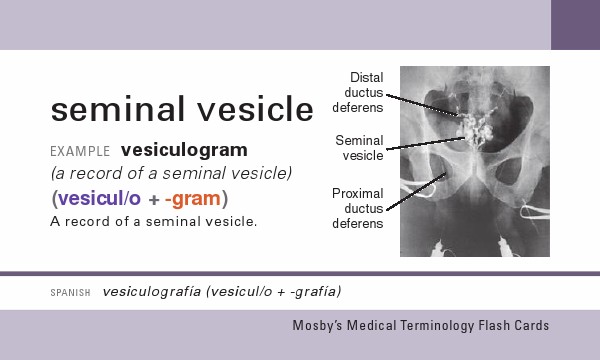 seminal vesicle
EXAMPLE vesiculogram
(a record of a seminal vesicle)
(vesicul/o + -gram)
A record of a seminal vesicle.
Distal
ductus
deferens
Seminal
vesicle
Proximal
ductus
deferens
SPANISH vesiculografía (vesicul/o + -grafía)
Mosby's Medical Terminology Flash Cards